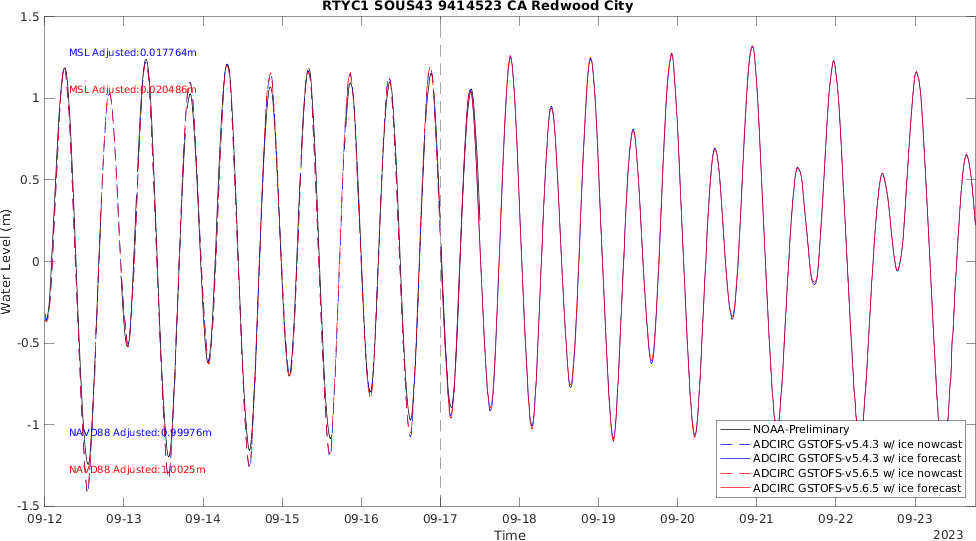 RTYC1 SOUS43 9414523 CA Redwood City
1.5
1
0.5
0
-0.5
-1
-1.5
Water Level (m)
MSL Adjusted:0.017764m
MSL Adjusted:0.020486m
NAVD88 Adjusted:0.99976m
NAVD88 Adjusted:1.0025m
NOAA-Preliminary
ADCIRC GSTOFS-v5.4.3 w/ ice nowcast
ADCIRC GSTOFS-v5.4.3 w/ ice forecast
ADCIRC GSTOFS-v5.6.5 w/ ice nowcast
ADCIRC GSTOFS-v5.6.5 w/ ice forecast
09-12 09-13 09-14 09-15 09-16 09-17 09-18 09-19 09-20 09-21 09-22 09-23
Time
2023